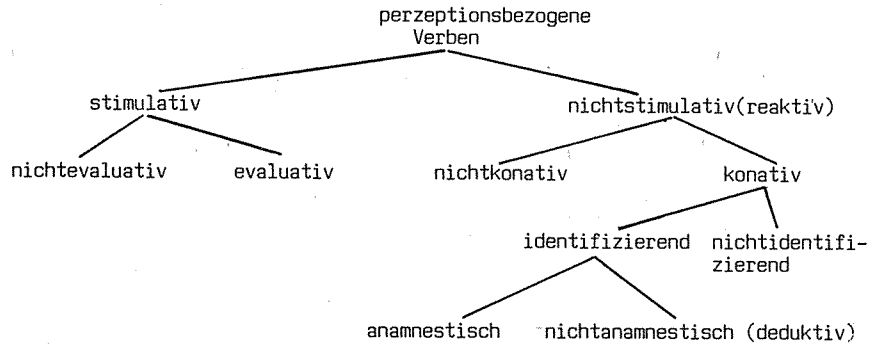 perzeptionsbezogene
Verben
stimulativ
nichtstimulativ(reaktiv)
nichtevaluativ
evaluativ
nichtkonativ
konativ
identifizierend
nichtidentifi-
zierend
anamnestisch
nichtanamnestisch (deduktiv)